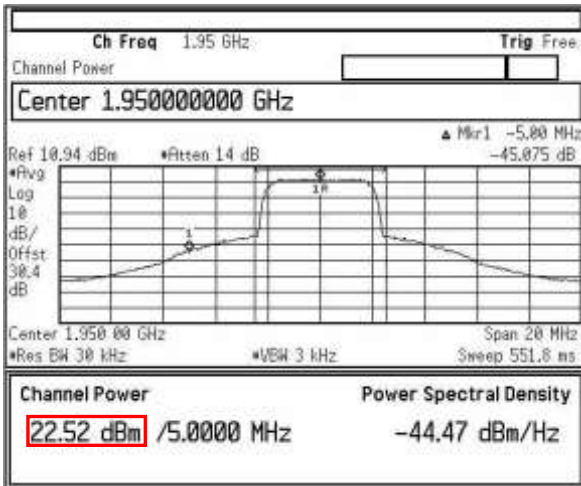 Ch Freq 1.95 GHz Trig Free
Channel Power
Center 1.950000000 GHz
▲ Mkr1 -5.00 MHz
Ref 10.94 dBm *Atten 14 dB -45.075 dB
*Avg
Log
10
dB/
Offst
30.4
dB
1R
1
Center 1.950 00 GHz Span 20 MHz
*Res BW 30 kHz *VBW 3 kHz Sweep 551.8 ms
Channel Power Power Spectral Density
22.52 dBm /5.0000 MHz -44.47 dBm/Hz